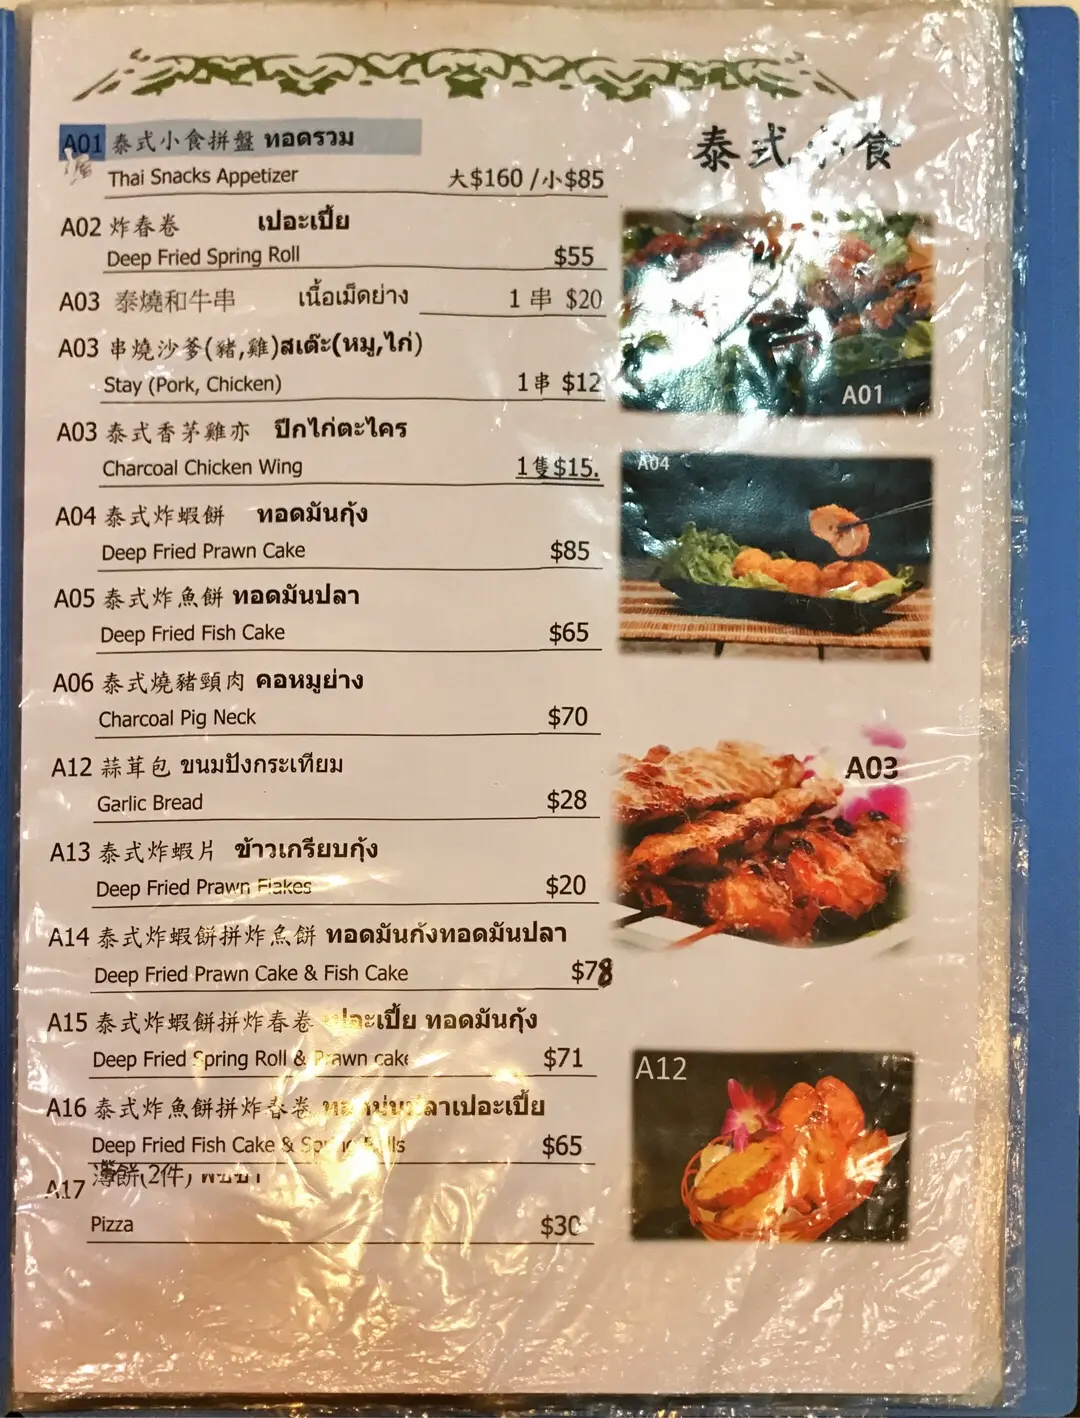 泰式小食
A01 泰式小食拼盤 ทอดรวม
Thai Snacks Appetizer 大$160 /小$85
A02 炸春卷 เปอะเปี้ย
Deep Fried Spring Roll $55
A03 泰燒和牛串 เนื้อเม็ดย่าง 1 串 $20
A03 串燒沙爹(豬,雞)สเต๊ะ(หมู,ไก่)
Stay (Pork, Chicken) 1串 $12
A03 泰式香茅雞亦 ปีกไก่ตะไคร
Charcoal Chicken Wing 1隻$15.
A04 泰式炸蝦餅 ทอดมันกุ้ง
Deep Fried Prawn Cake $85
A05 泰式炸魚餅 ทอดมันปลา
Deep Fried Fish Cake $65
A06 泰式燒豬頸肉 คอหมูย่าง
Charcoal Pig Neck $70
A12 蒜茸包 ขนมปังกระเทียม
Garlic Bread $28
A13 泰式炸蝦片 ข้าวเกรียบกุ้ง
Deep Fried Prawn Flakes $20
A14 泰式炸蝦餅拼炸魚餅 ทอดมันกังทอดมันปลา
Deep Fried Prawn Cake & Fish Cake $78
A15 泰式炸蝦餅拼炸春卷 เปอะเปี้ย ทอดมันกุ้ง
Deep Fried Spring Roll & Prawn cake $71
A16 泰式炸魚餅拼炸春卷
Deep Fried Fish Cake & Spring Rolls $65
A17 薄餅(2件)
Pizza $30
A01
A04
A03
A12